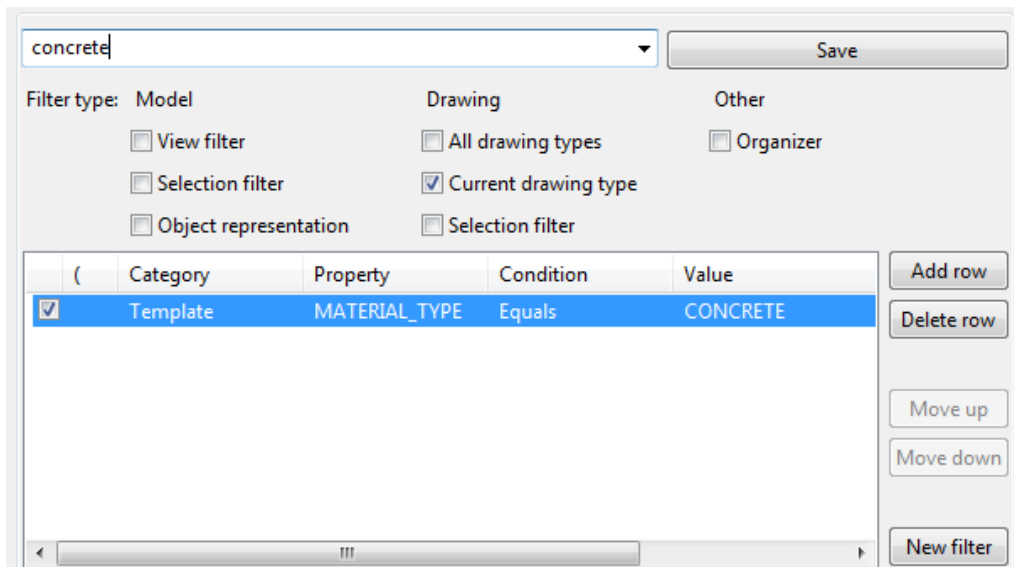 concrete Save
Filter type: Model Drawing Other
View filter All drawing types Organizer
Selection filter Current drawing type
Object representation Selection filter
( Category Property Condition Value Add row
Template MATERIAL_TYPE Equals CONCRETE
Delete row
Move up
Move down
New filter